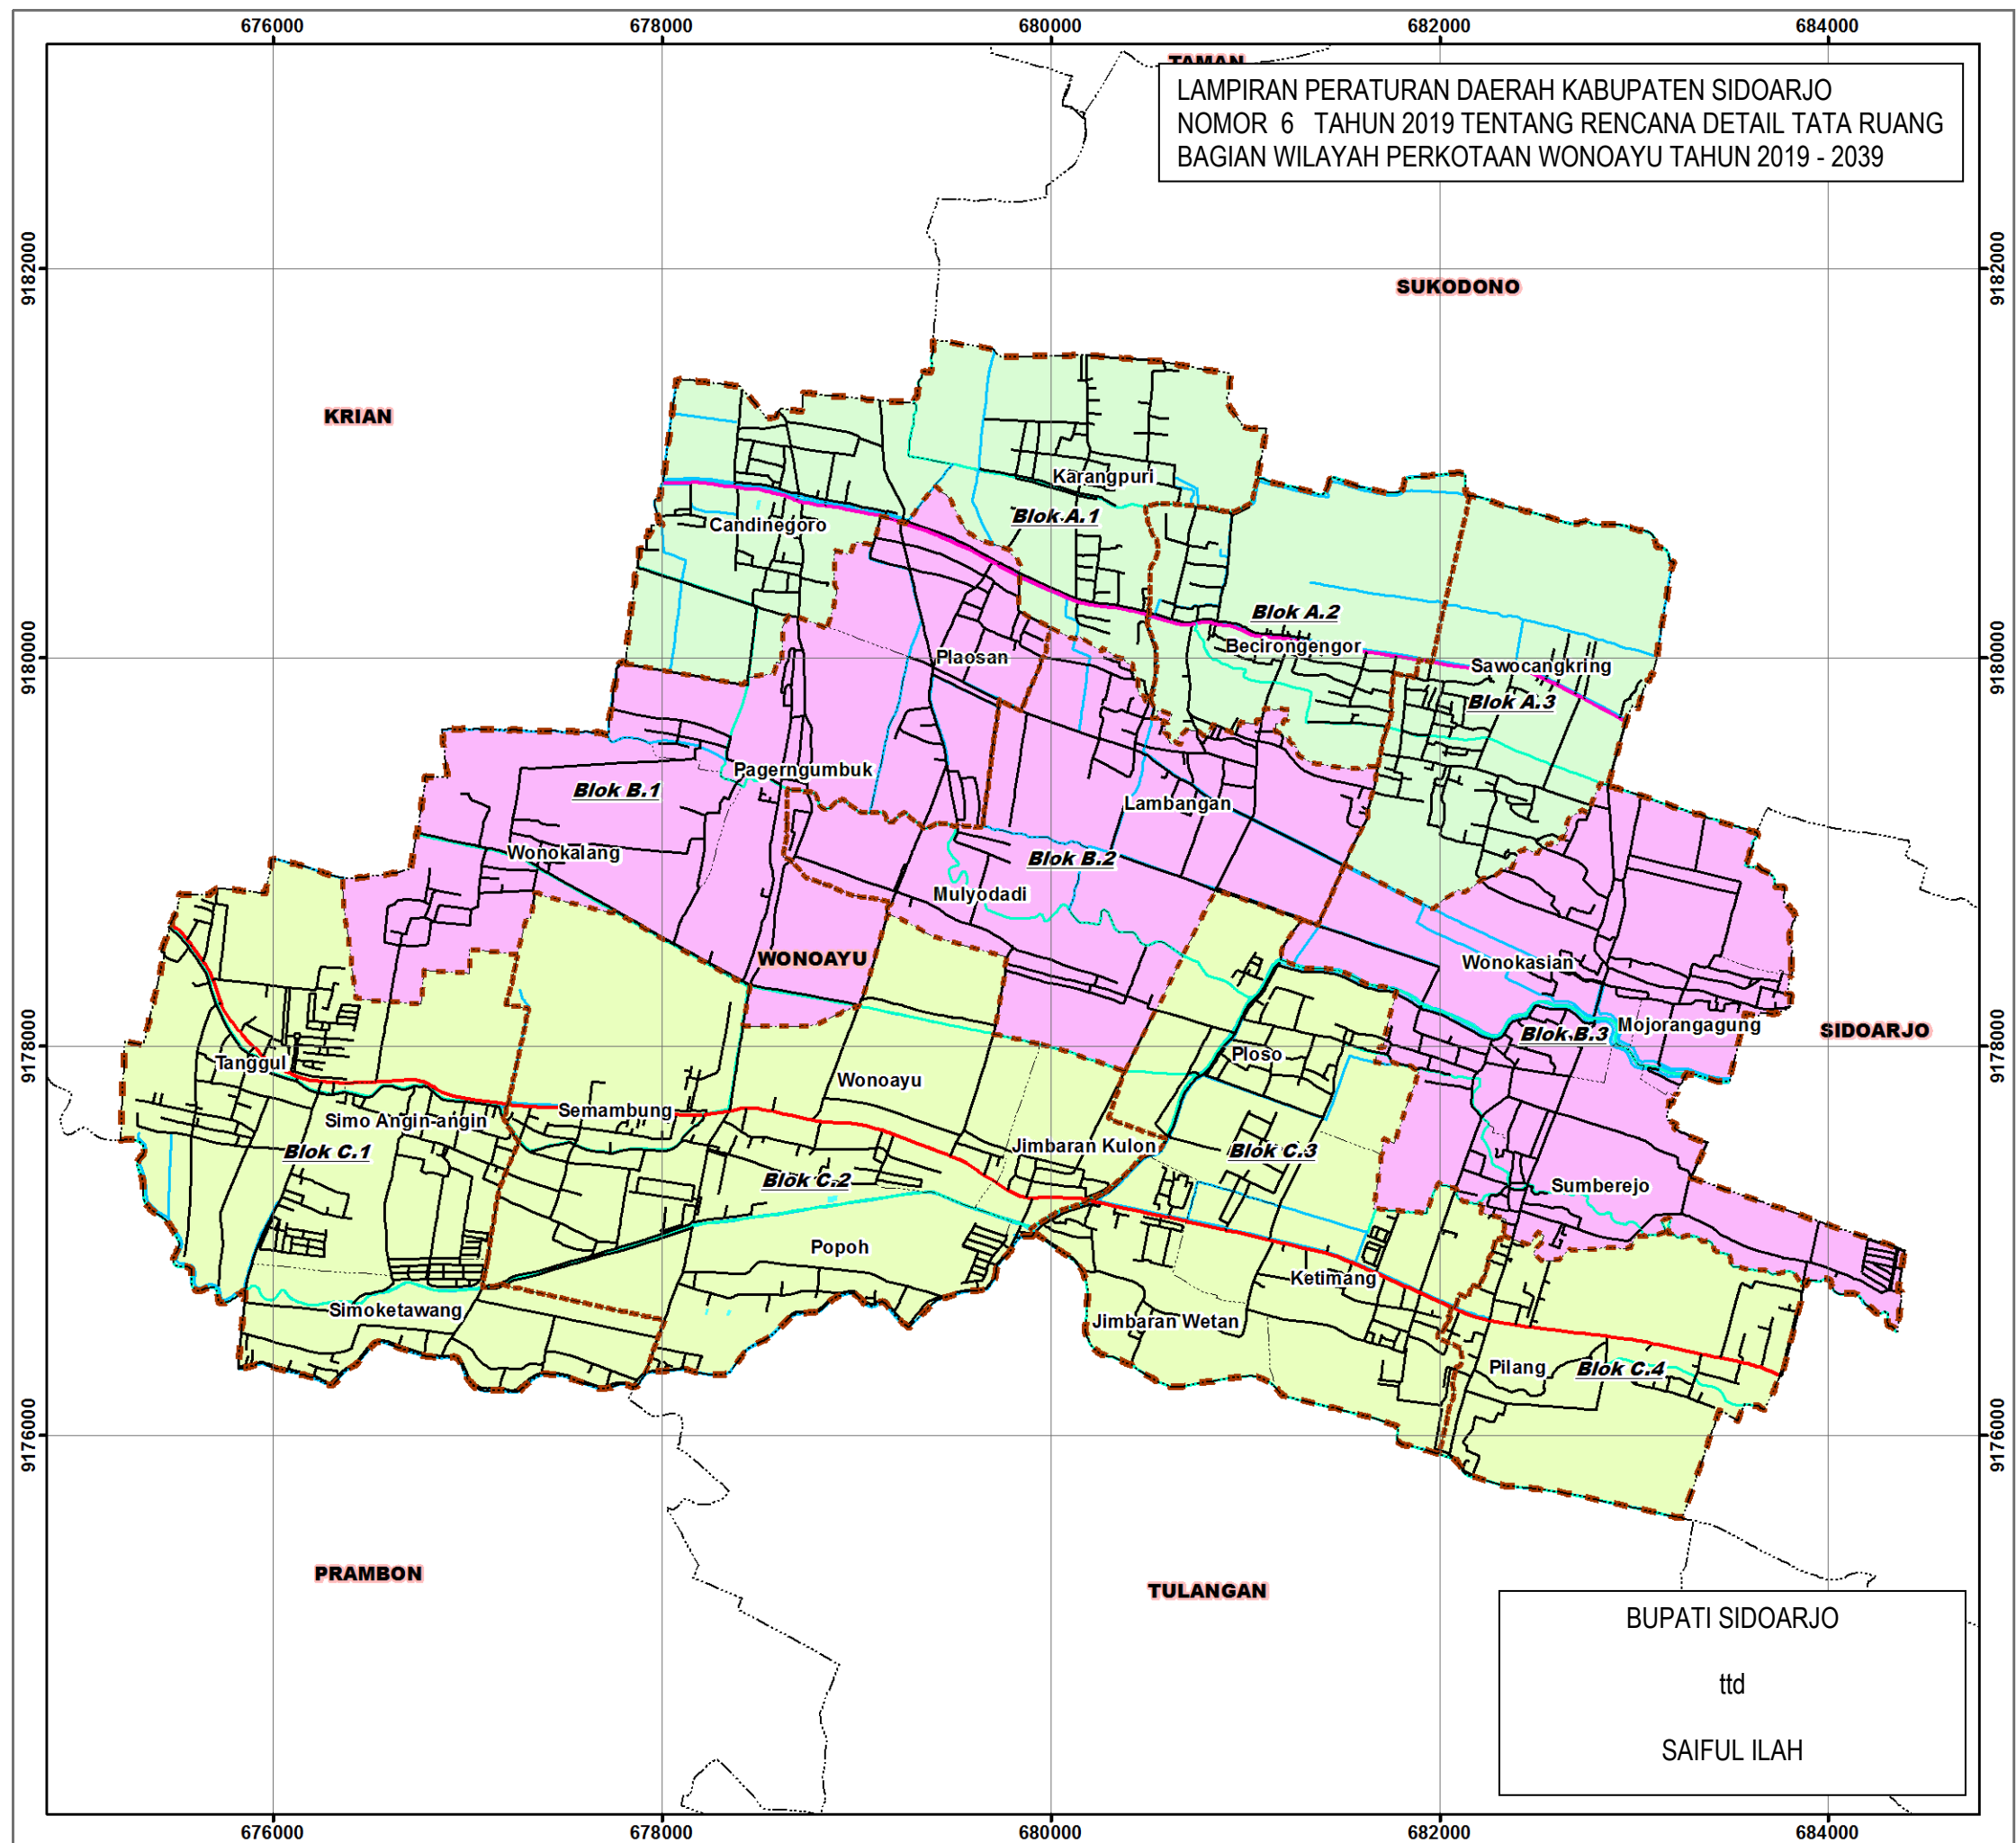 676000
678000
680000
682000
684000
TAMAN
LAMPIRAN PERATURAN DAERAH KABUPATEN SIDOARJO
NOMOR 6 TAHUN 2019 TENTANG RENCANA DETAIL TATA RUANG
BAGIAN WILAYAH PERKOTAAN WONOAYU TAHUN 2019 - 2039
9182000
9182000
SUKODONO
KRIAN
Karangpuri
Blok A.1
Candinegoro
Blok A.2
Becirongengor
9180000
9180000
Plaosan
Sawocangkring
Blok A.3
Pagerngumbuk
Blok B.1
Lambangan
Wonokalang
Blok B.2
Mulyodadi
WONOAYU
Wonokasian
Mojorangagung
SIDOARJO
Blok B.3
9178000
9178000
Ploso
Tanggul
Wonoayu
Semambung
Simo Angin-angin
Jimbaran Kulon
Blok C.1
Blok C.3
Blok C.2
Sumberejo
Popoh
Ketimang
Simoketawang
Jimbaran Wetan
Pilang
Blok C.4
9176000
9176000
PRAMBON
TULANGAN
BUPATI SIDOARJO
ttd
SAIFUL ILAH
676000
678000
680000
682000
684000